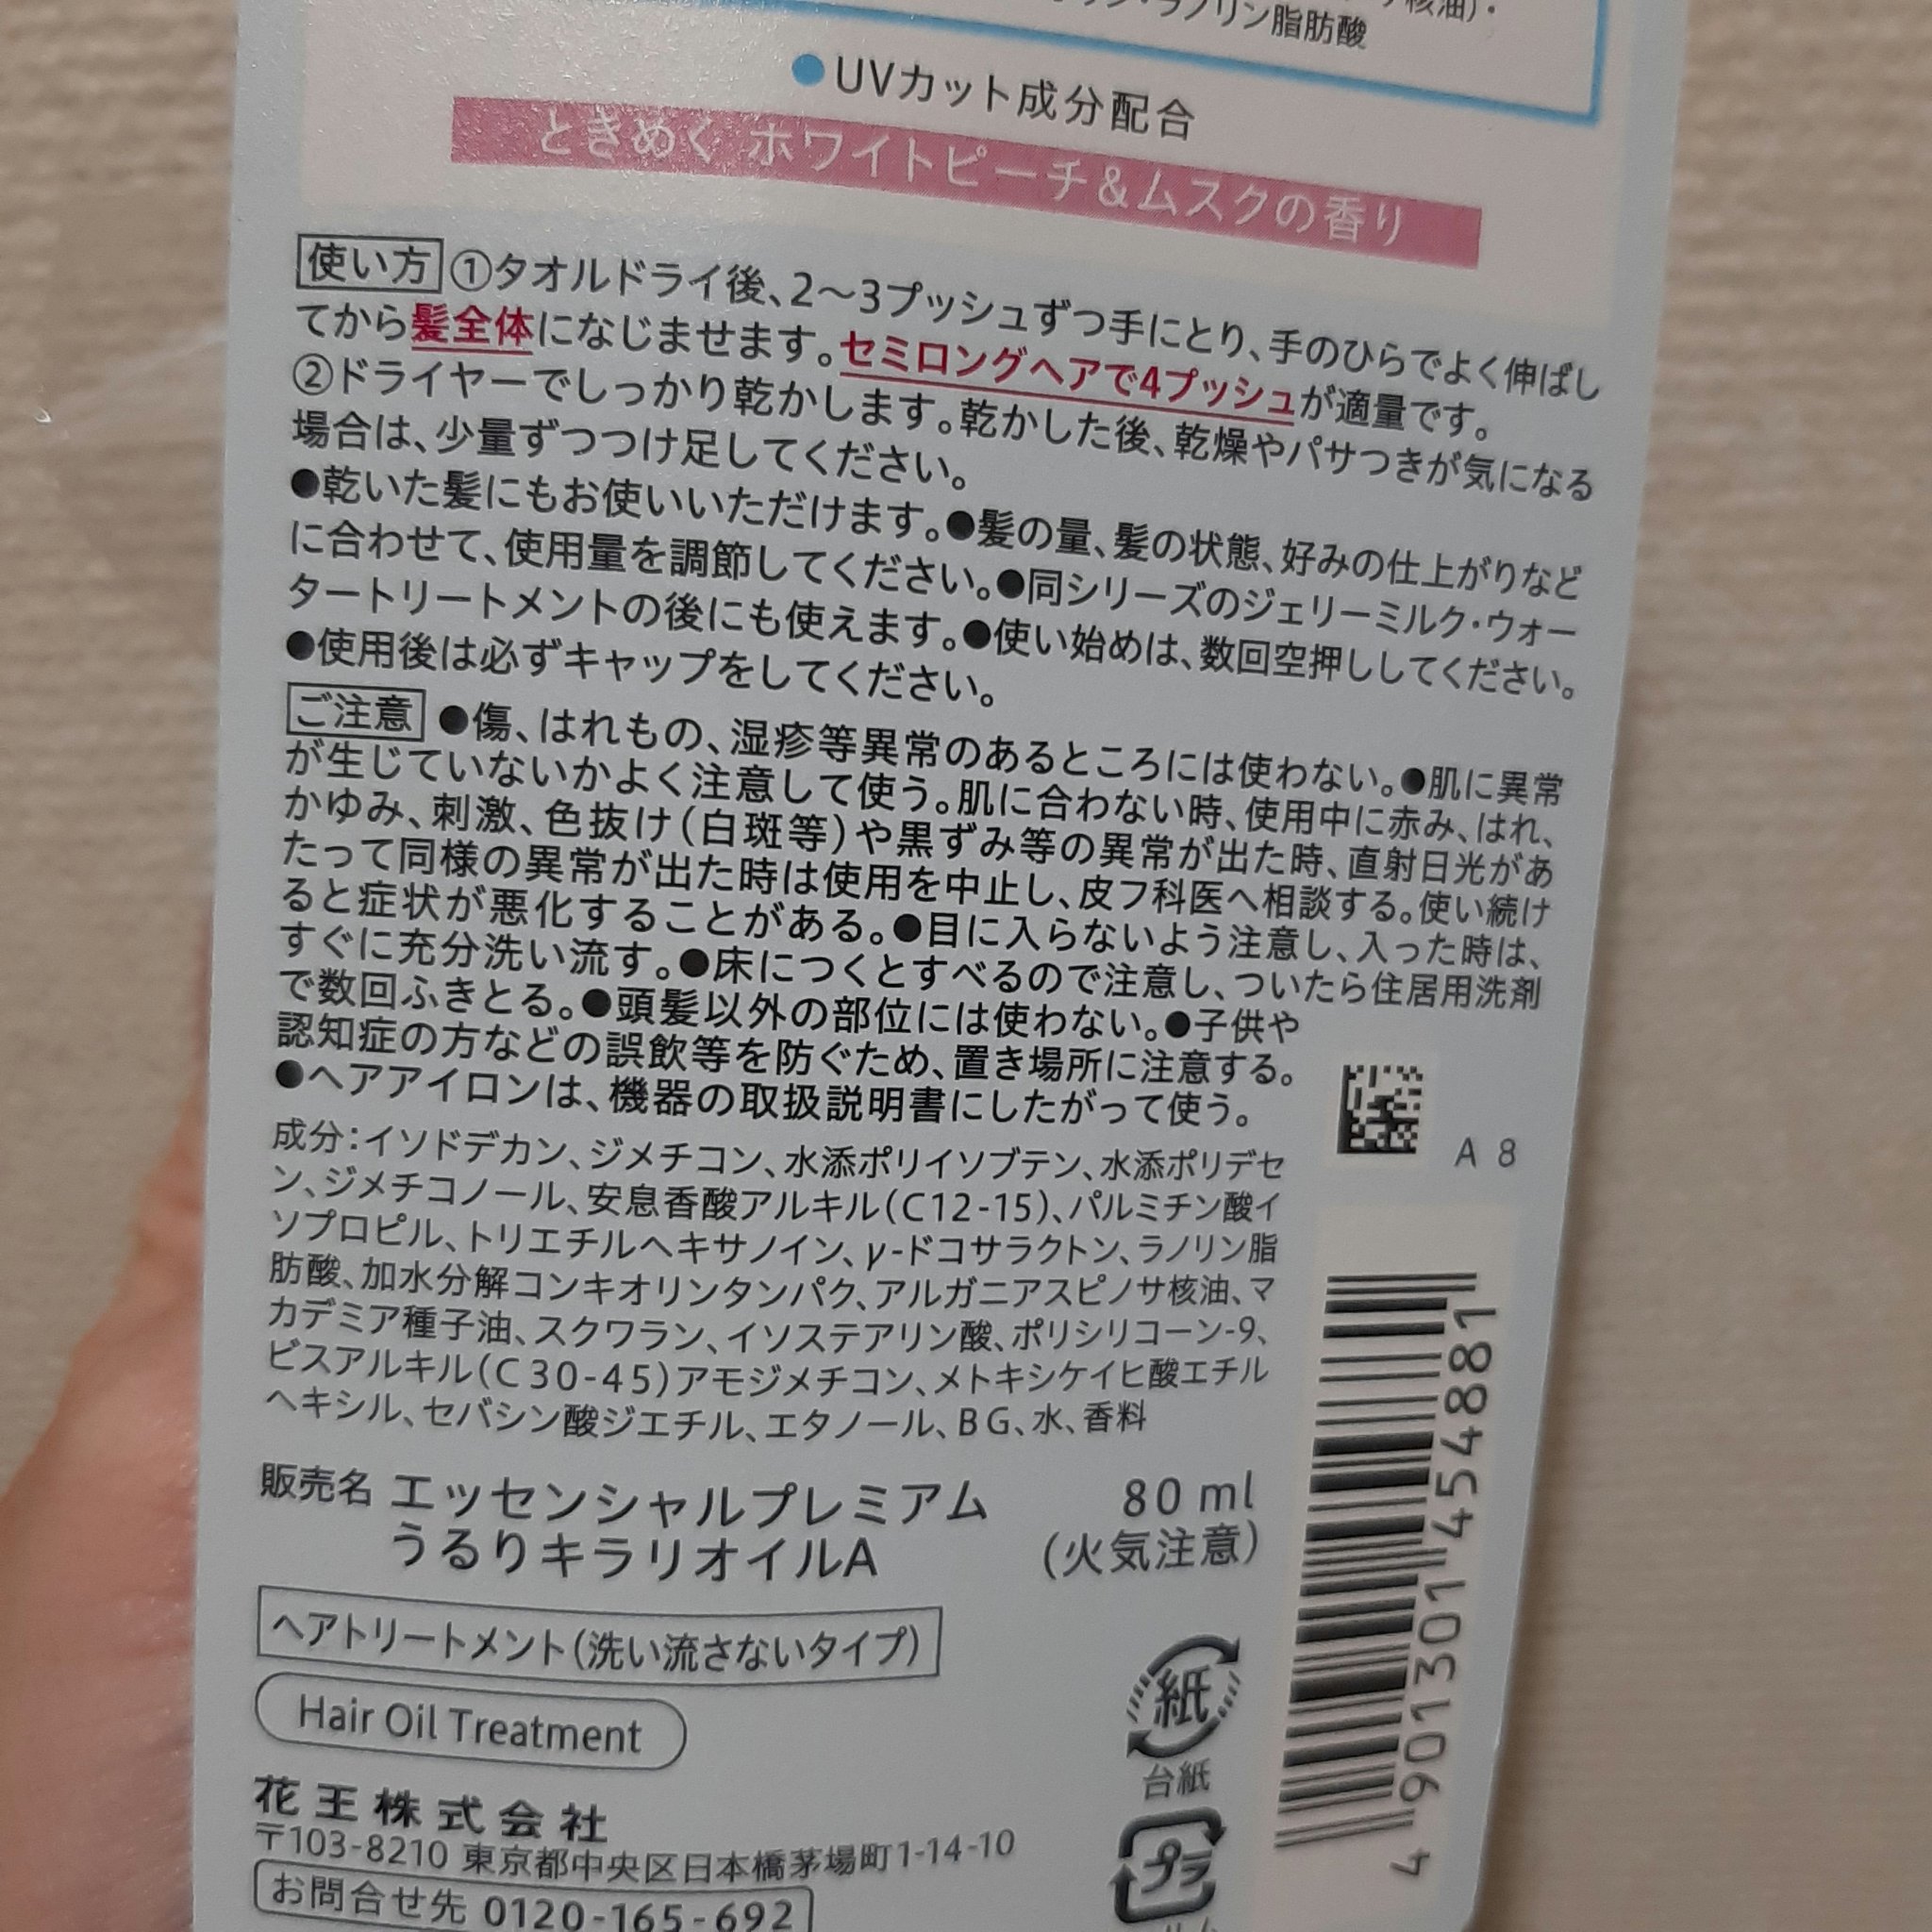 核油)・
ラノリン脂肪酸
●UVカット成分配合
ときめく ホワイトピーチ&ムスクの香り
使い方 ①タオルドライ後、2〜3プッシュずつ手にとり、手のひらでよく伸ばし
てから髪全体になじませます。セミロングヘアで4プッシュが適量です。
②ドライヤーでしっかり乾かします。乾かした後、乾燥やパサつきが気になる
場合は、少量ずつつけ足してください。
●乾いた髪にもお使いいただけます。●髪の量、髪の状態、好みの仕上がりなど
に合わせて、使用量を調節してください。●同シリーズのジェリーミルク・ウォー
タートリートメントの後にも使えます。●使い始めは、数回空押ししてください。
●使用後は必ずキャップをしてください。
ご注意 ●傷、はれもの、湿疹等異常のあるところには使わない。●肌に異常
が生じていないかよく注意して使う。肌に合わない時、使用中に赤み、はれ、
かゆみ、刺激、色抜け(白斑等)や黒ずみ等の異常が出た時、直射日光があ
たって同様の異常が出た時は使用を中止し、皮フ科医へ相談する。使い続け
ると症状が悪化することがある。●目に入らないよう注意し、入った時は、
すぐに充分洗い流す。●床につくとすべるので注意し、ついたら住居用洗剤
で数回ふきとる。●頭髪以外の部位には使わない。●子供や
認知症の方などの誤飲等を防ぐため、置き場所に注意する。
●ヘアアイロンは、機器の取扱説明書にしたがって使う。
A 8
成分：イソドデカン、ジメチコン、水添ポリイソブテン、水添ポリデセ
ン、ジメチコノール、安息香酸アルキル(C12-15)、パルミチン酸イ
ソプロピル、トリエチルヘキサノイン、γ-ドコサラクトン、ラノリン脂
肪酸、加水分解コンキオリンタンパク、アルガニアスピノサ核油、マ
カデミア種子油、スクワラン、イソステアリン酸、ポリシリコーン-9、
ビスアルキル(C30-45)アモジメチコン、メトキシケイヒ酸エチル
ヘキシル、セバシン酸ジエチル、エタノール、BG、水、香料
販売名 エッセンシャルプレミアム
うるりキラリオイルA
80 ml
(火気注意)
ヘアトリートメント(洗い流さないタイプ)
Hair Oil Treatment
花王株式会社
〒103-8210 東京都中央区日本橋茅場町1-14-10
お問合せ先 0120-165-692
紙
台紙
プラ
4 901301 454881